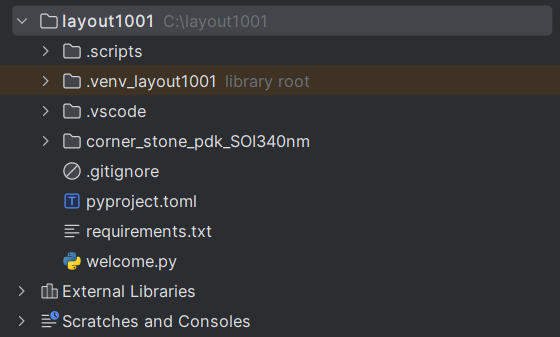 layout1001 C:\layout1001
.scripts
.venv_layout1001 library root
.vscode
corner_stone_pdk_SOI340nm
.gitignore
pyproject.toml
requirements.txt
welcome.py
External Libraries
Scratches and Consoles